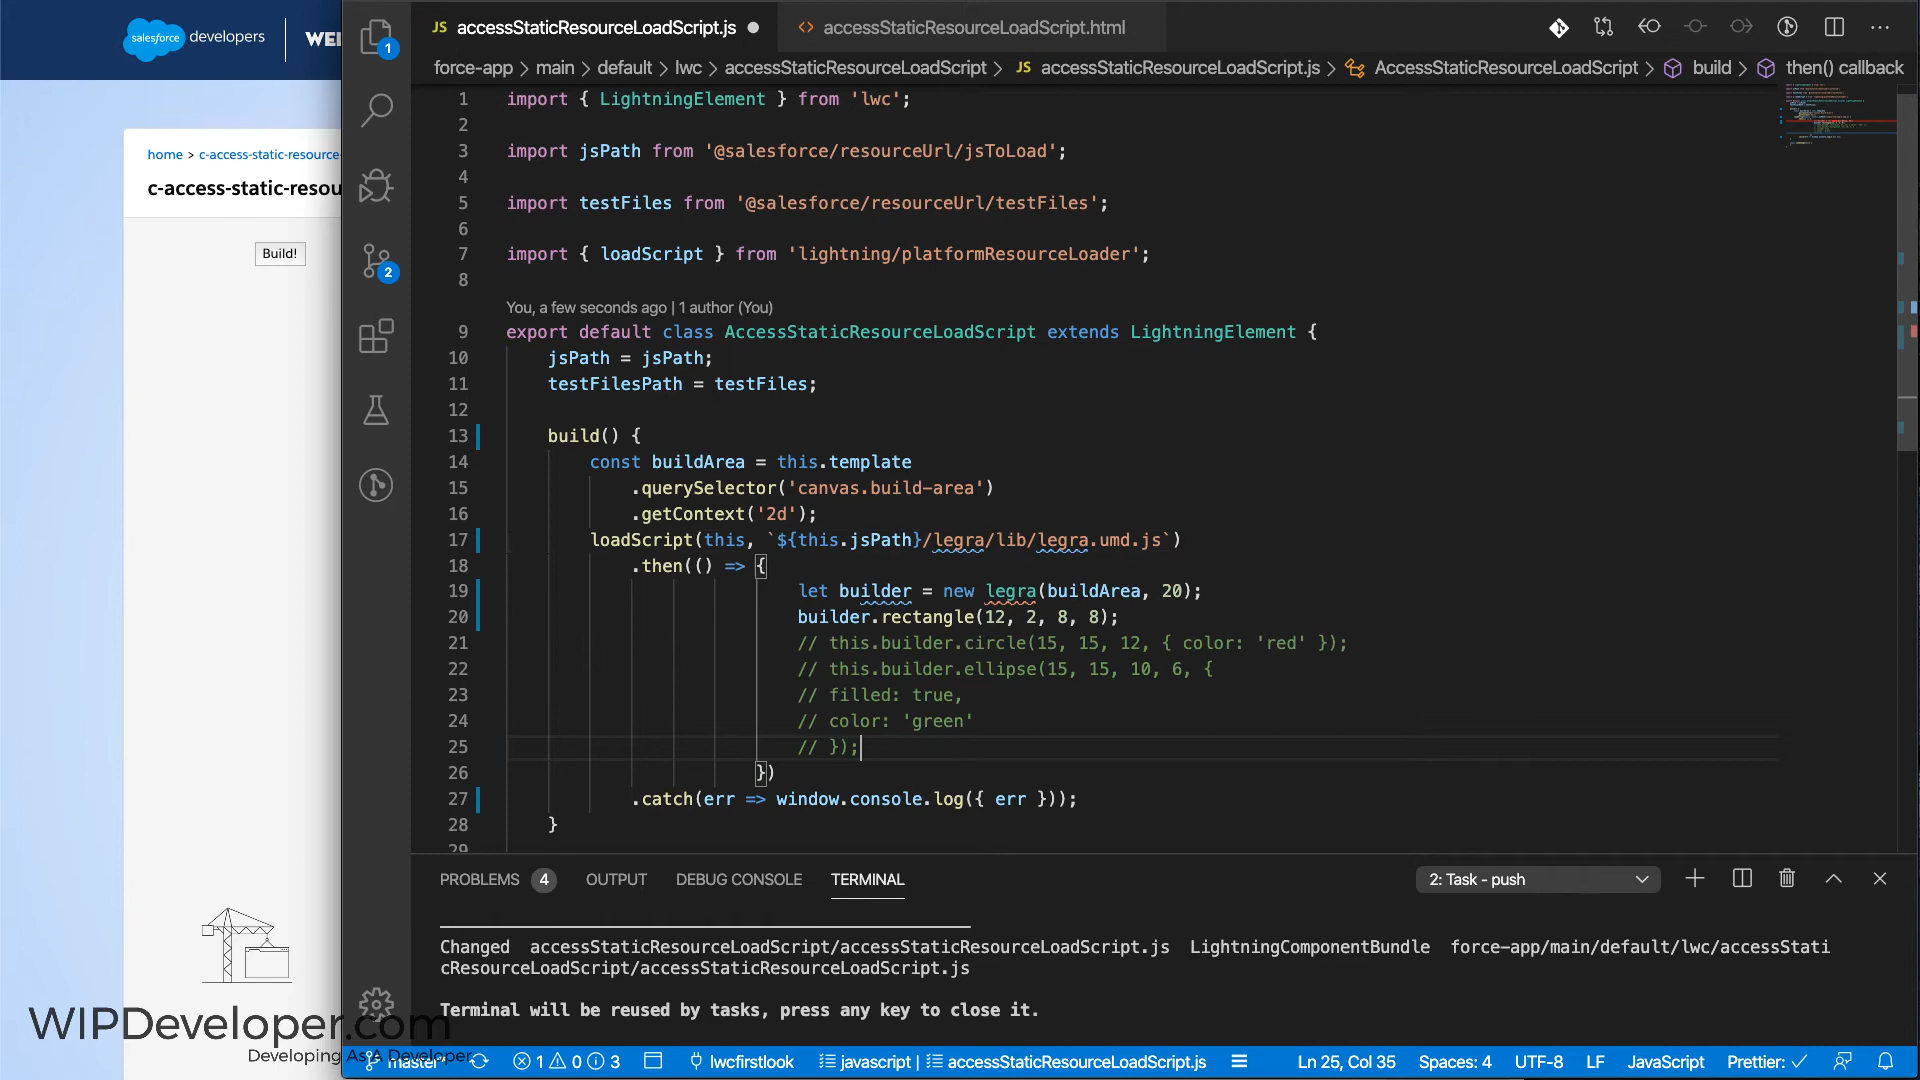 salesforce developers WEL
home > c-access-static-resource
c-access-static-resou
Build!
WIPDeveloper.com
Developing As A Developer
1
2
JS accessStaticResourceLoadScript.js
<> accessStaticResourceLoadScript.html
force-app > main > default > lwc > accessStaticResourceLoadScript > JS accessStaticResourceLoadScript.js > AccessStaticResourceLoadScript > build > then() callback
1 import { LightningElement } from 'lwc';
2
3 import jsPath from '@salesforce/resourceUrl/jsToLoad';
4
5 import testFiles from '@salesforce/resourceUrl/testFiles';
6
7 import { loadScript } from 'lightning/platformResourceLoader';
8
You, a few seconds ago | 1 author (You)
9 export default class AccessStaticResourceLoadScript extends LightningElement {
10 jsPath = jsPath;
11 testFilesPath = testFiles;
12
13 build() {
14 const buildArea = this.template
15 .querySelector('canvas.build-area')
16 .getContext('2d');
17 loadScript(this, `${this.jsPath}/legra/lib/legra.umd.js`)
18 .then(() => {
19 let builder = new legra(buildArea, 20);
20 builder.rectangle(12, 2, 8, 8);
21 // this.builder.circle(15, 15, 12, { color: 'red' });
22 // this.builder.ellipse(15, 15, 10, 6, {
23 // filled: true,
24 // color: 'green'
25 // });
26 })
27 .catch(err => window.console.log({ err }));
28 }
29
PROBLEMS 4 OUTPUT DEBUG CONSOLE TERMINAL 2: Task - push
Changed accessStaticResourceLoadScript/accessStaticResourceLoadScript.js LightningComponentBundle force-app/main/default/lwc/accessStati
cResourceLoadScript/accessStaticResourceLoadScript.js
Terminal will be reused by tasks, press any key to close it.
master* 1 0 3 lwcfirstlook javascript | accessStaticResourceLoadScript.js Ln 25, Col 35 Spaces: 4 UTF-8 LF JavaScript Prettier: ✓